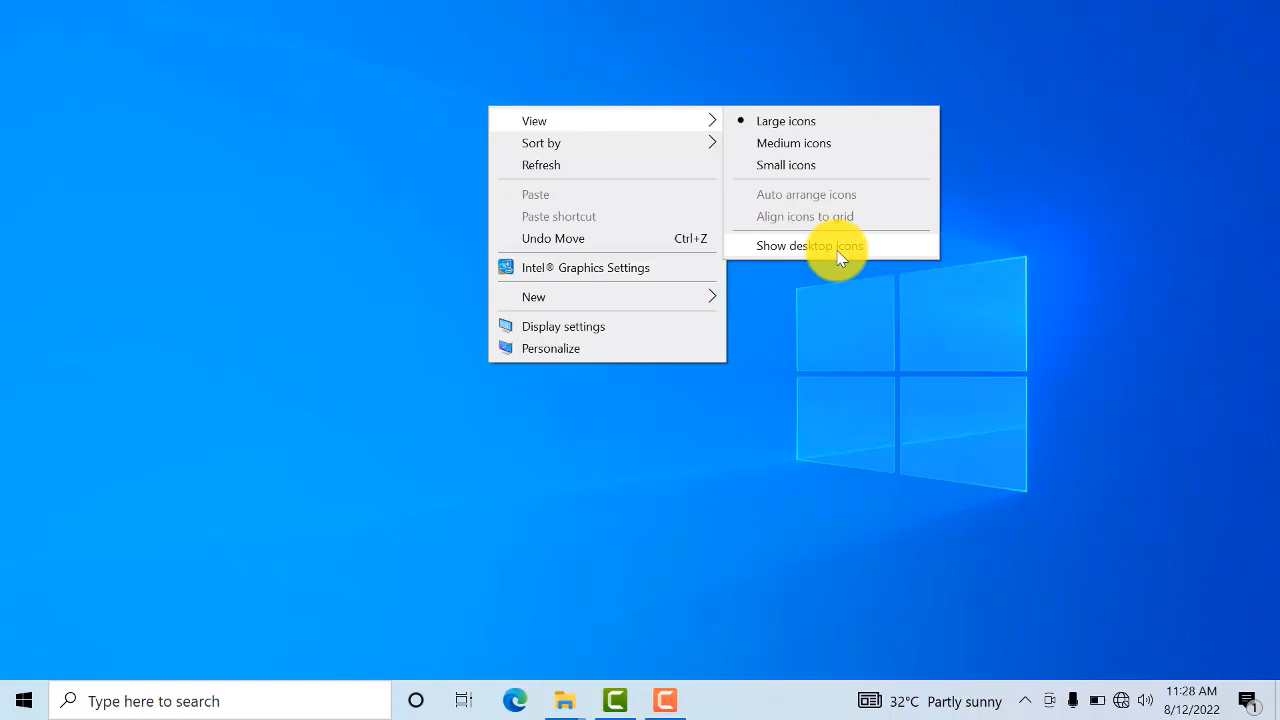 View
Sort by
Refresh
Paste
Paste shortcut
Undo Move Ctrl+Z
Intel® Graphics Settings
New
Display settings
Personalize
Large icons
Medium icons
Small icons
Auto arrange icons
Align icons to grid
Show desktop icons
Type here to search
32°C Partly sunny
11:28 AM
8/12/2022
1